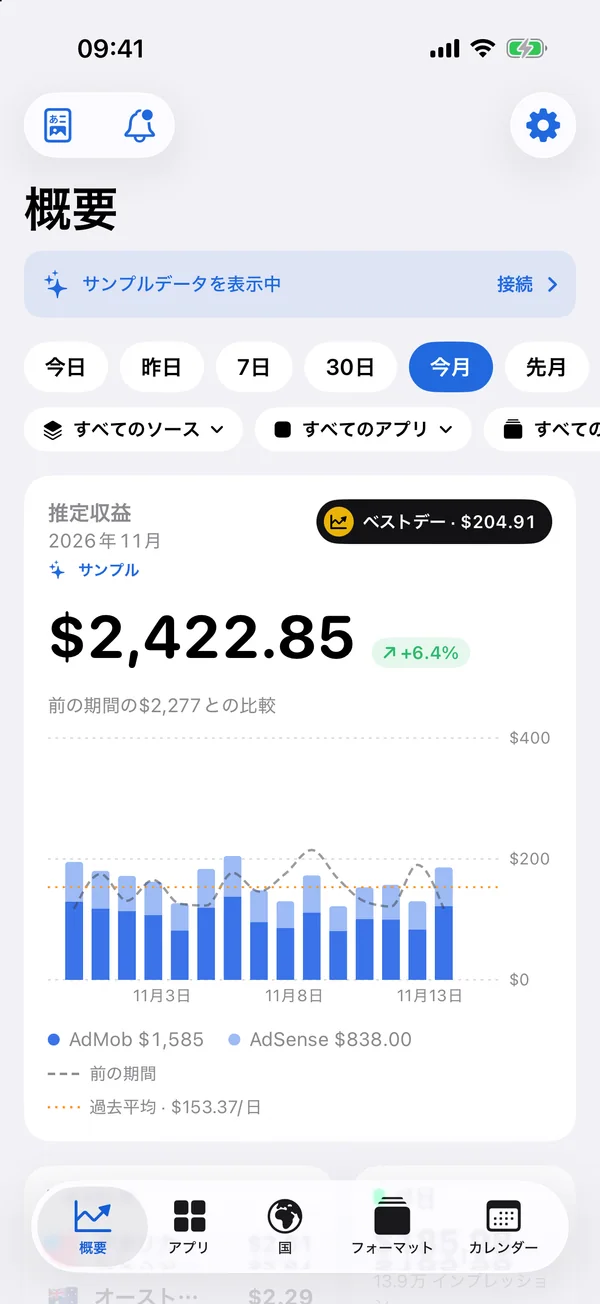 09:41
あ
概要
サンプルデータを表示中 接続
今日 昨日 7日 30日 今月 先月
すべてのソース すべてのアプリ すべての
推定収益
ベストデー · $204.91
2026年11月
サンプル
$2,422.85 +6.4%
前の期間の$2,277との比較
$400
$200
$0
11月3日 11月8日 11月13日
AdMob $1,585 AdSense $838.00
前の期間
過去平均 · $153.37/日
概要 アプリ 国 フォーマット カレンダー
13.9万 インプレッショ
オースト… $2.29